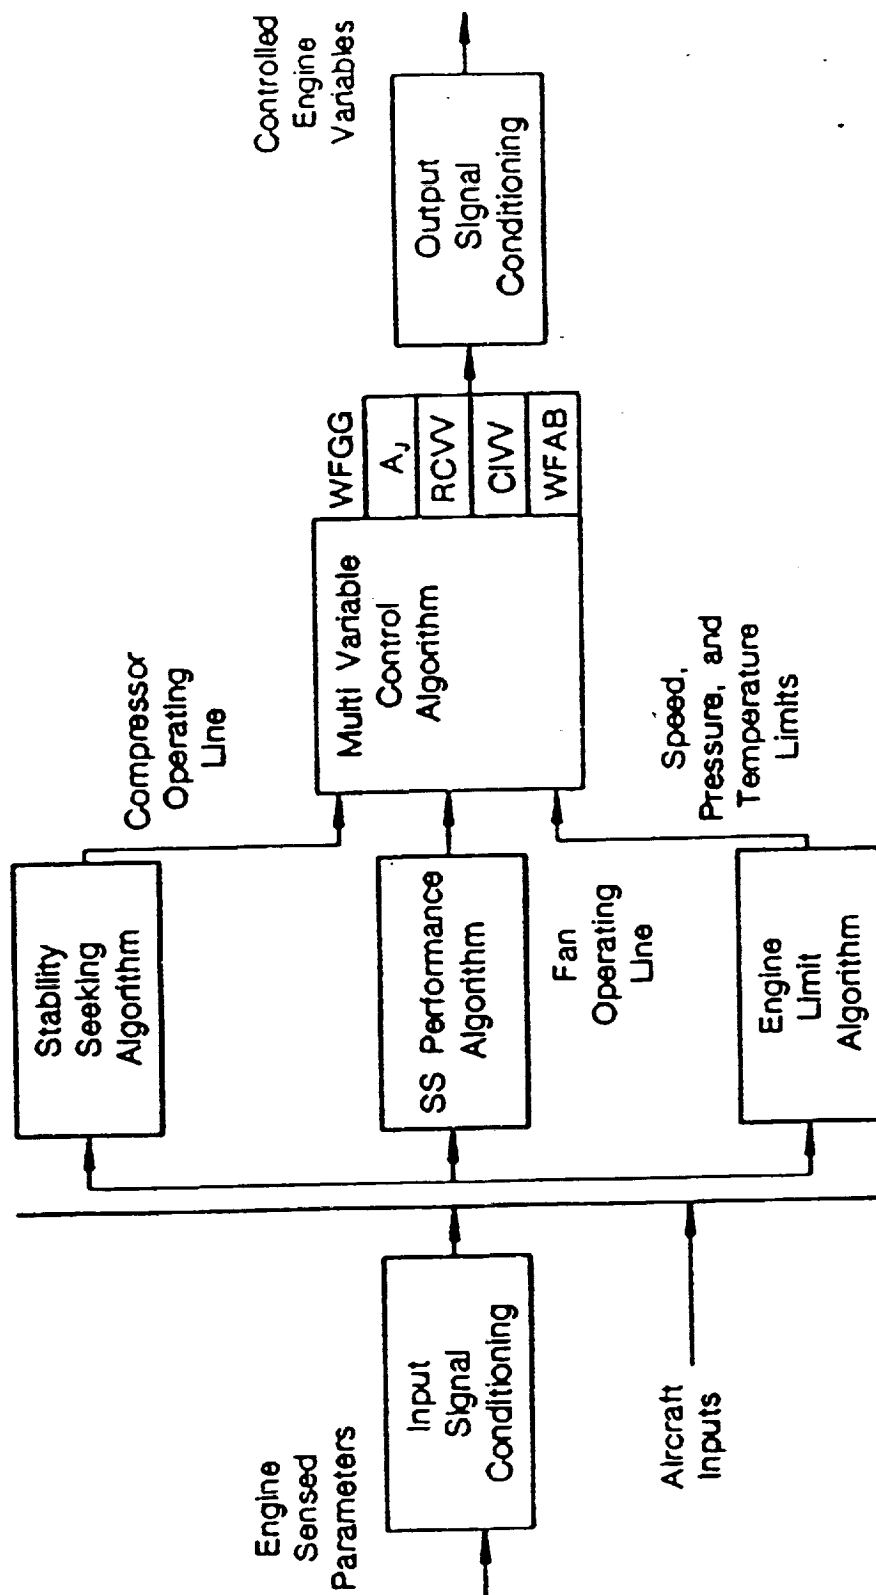 Engine
Sensed
Parameters
Input
Signal
Conditioning
Aircraft
Inputs
Stability
Seeking
Algorithm
SS Performance
Algorithm
Engine
Limit
Algorithm
Compressor
Operating
Line
Fan
Operating
Line
Speed,
Pressure, and
Temperature
Limits
Multi Variable
Control
Algorithm
WFGG
AJ
RCVV
CIVV
WFAB
Output
Signal
Conditioning
Controlled
Engine
Variables